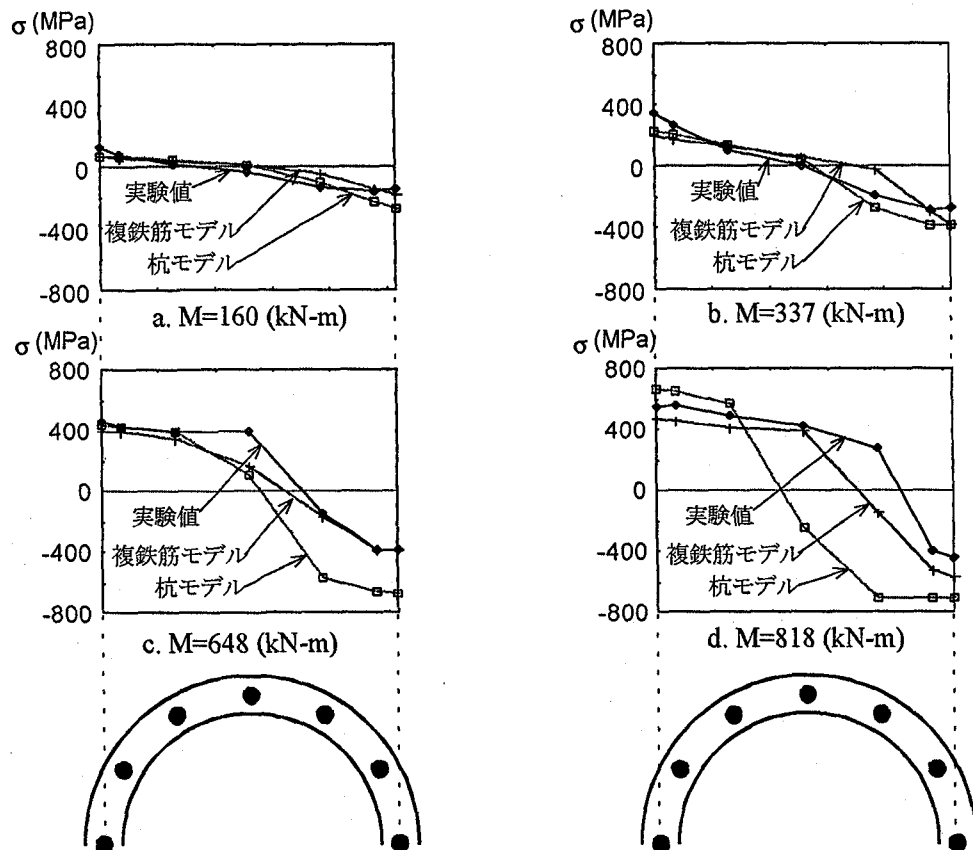 σ (MPa)
800
400
0
-400
-800
実験値
複鉄筋モデル
杭モデル
a. M=160 (kN-m)
σ (MPa)
800
400
0
-400
-800
実験値
複鉄筋モデル
杭モデル
b. M=337 (kN-m)
σ (MPa)
800
400
0
-400
-800
実験値
複鉄筋モデル
杭モデル
c. M=648 (kN-m)
σ (MPa)
800
400
0
-400
-800
実験値
複鉄筋モデル
杭モデル
d. M=818 (kN-m)